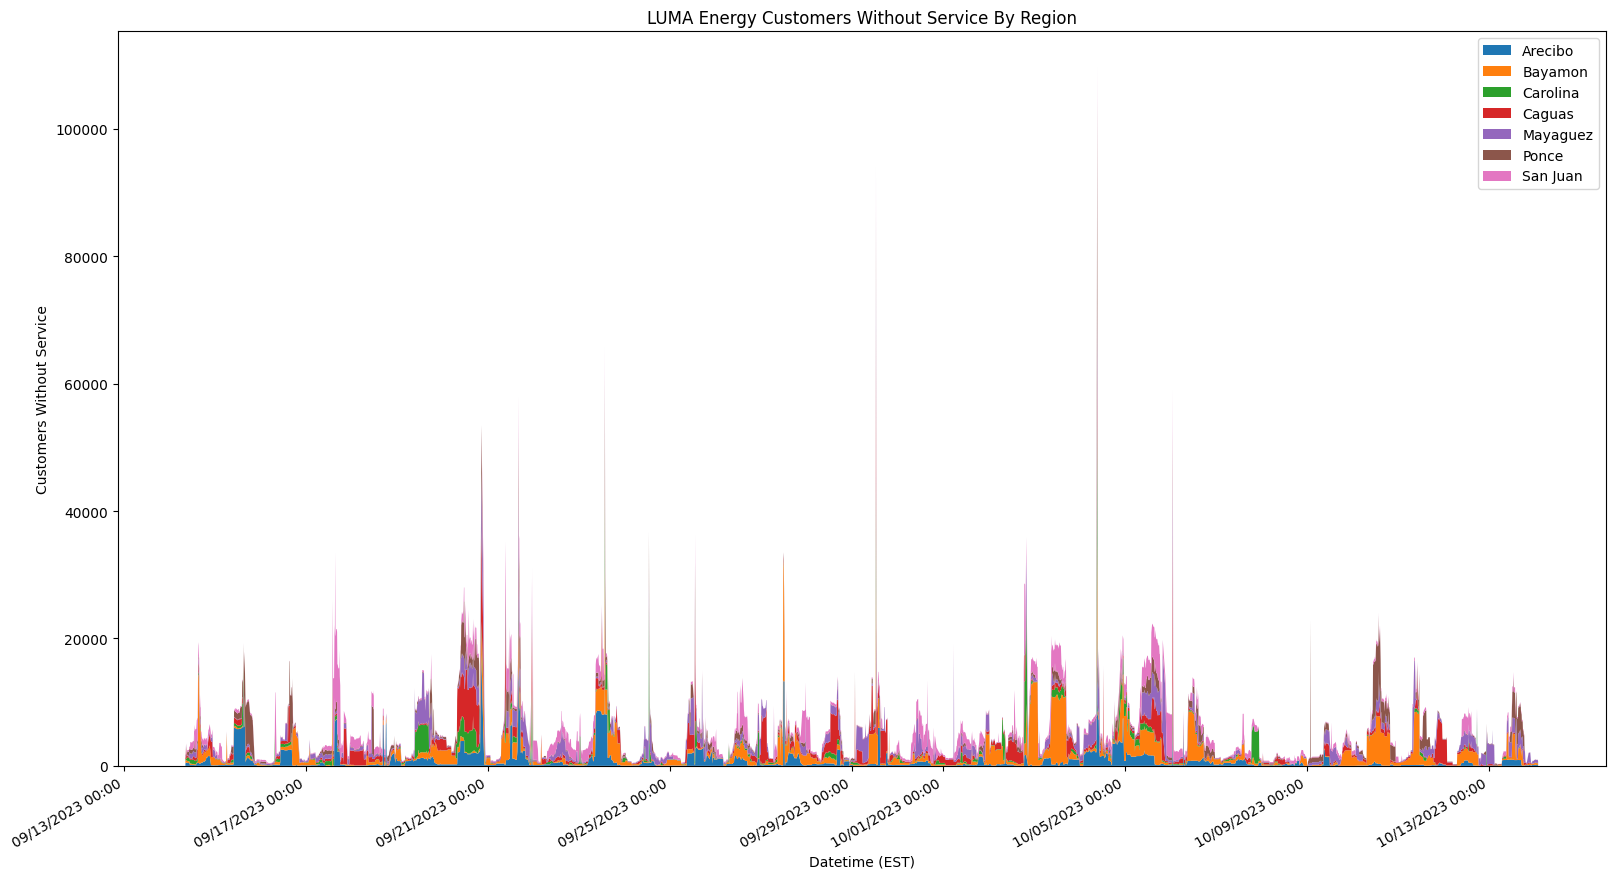 LUMA Energy Customers Without Service By Region
Arecibo
Bayamon
Carolina
Caguas
Mayaguez
Ponce
San Juan
Customers Without Service
100000
80000
60000
40000
20000
0
09/13/2023 00:00
09/17/2023 00:00
09/21/2023 00:00
09/25/2023 00:00
09/29/2023 00:00
10/01/2023 00:00
10/05/2023 00:00
10/09/2023 00:00
10/13/2023 00:00
Datetime (EST)